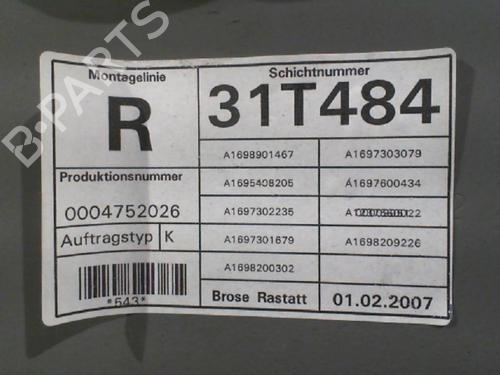 B-PARTS
Montagelinie
R
Schichtnummer
31T484
A1698901467 A1697303079
A1695408205 A1697600434
A1697302235
A1697301679 A1698209226
A1698200302
Produktionsnummer
0004752026
Auftragstyp K
*643*
Brose Rastatt 01.02.2007